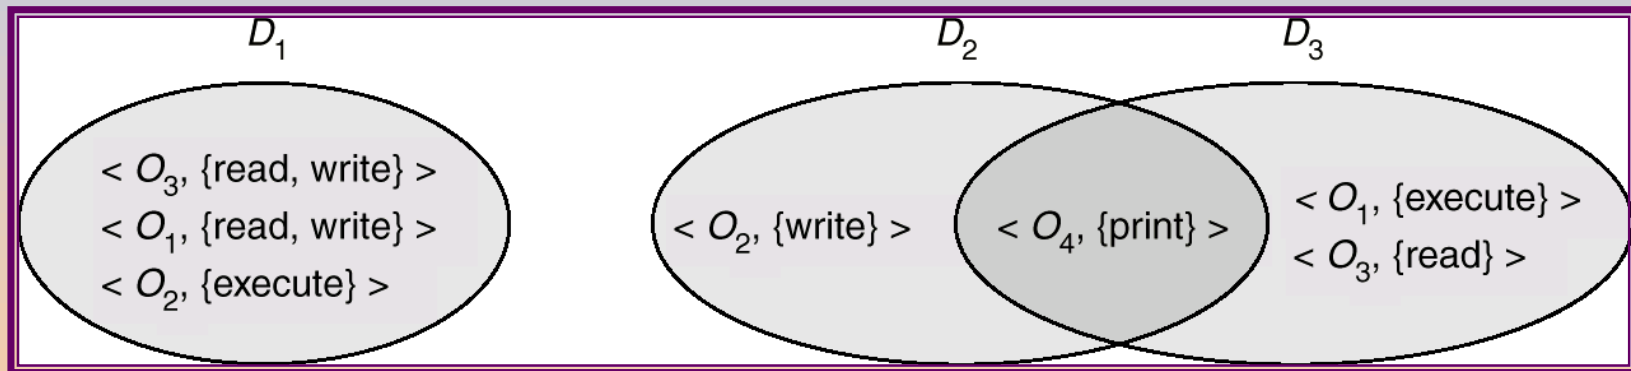 D₁
D₂
D₃
< O₃, {read, write} >
< O₁, {read, write} >
< O₂, {execute} >
< O₂, {write} >
< O₄, {print} >
< O₁, {execute} >
< O₃, {read} >